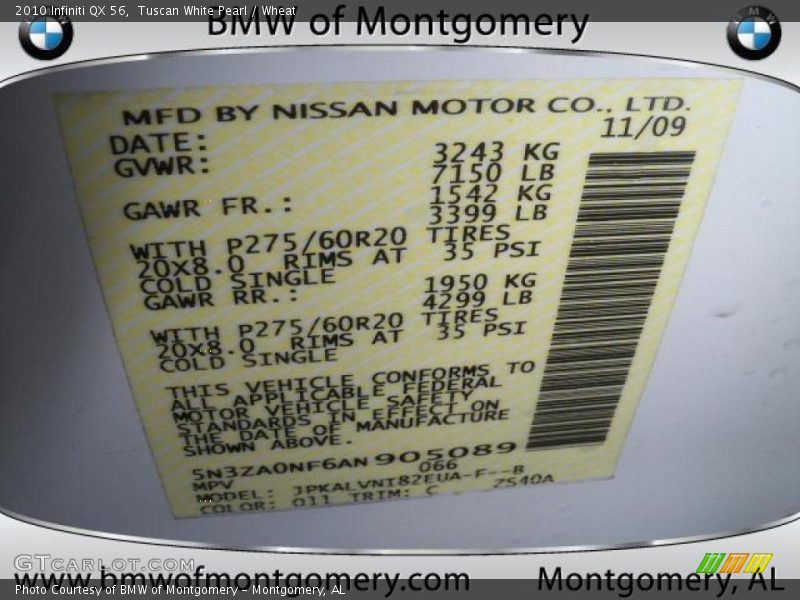 2010 Infiniti QX 56, Tuscan White Pearl / Wheat
BMW of Montgomery
MFD BY NISSAN MOTOR CO., LTD.
DATE: 11/09
GVWR: 3243 KG
7150 LB
GAWR FR.: 1542 KG
3399 LB
WITH P275/60R20 TIRES
20X8.0 RIMS AT 35 PSI
COLD SINGLE
GAWR RR.: 1950 KG
4299 LB
WITH P275/60R20 TIRES
20X8.0 RIMS AT 35 PSI
COLD SINGLE
THIS VEHICLE CONFORMS TO
ALL APPLICABLE FEDERAL
MOTOR VEHICLE SAFETY
STANDARDS IN EFFECT ON
THE DATE OF MANUFACTURE
SHOWN ABOVE.
5N3ZA0NF6AN905089
MPV 066
MODEL: JPKALVNI82EUA-F--B
COLOR: Q11 TRIM: C ZS40A
GTCarlot.com
www.bmwofmontgomery.com
Montgomery, AL
Photo Courtesy of BMW of Montgomery - Montgomery, AL